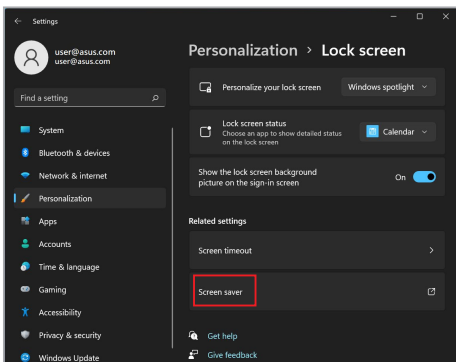 Settings
user@asus.com
user@asus.com
Find a setting
System
Bluetooth & devices
Network & internet
Personalization
Apps
Accounts
Time & language
Gaming
Accessibility
Privacy & security
Windows Update
Personalization > Lock screen
Personalize your lock screen
Windows spotlight
Lock screen status
Choose an app to show detailed status
on the lock screen
Calendar
Show the lock screen background
picture on the sign-in screen
On
Related settings
Screen timeout
Screen saver
Get help
Give feedback